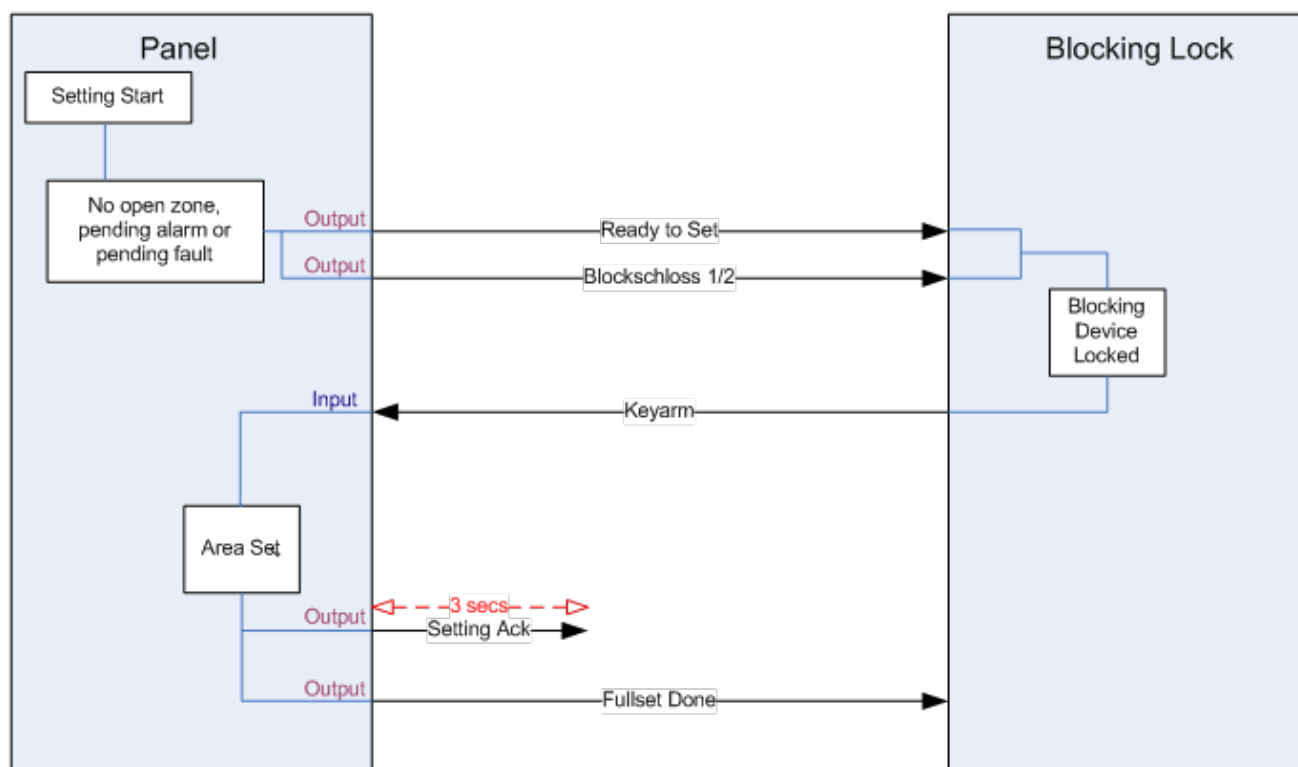 Panel
Blocking Lock
Setting Start
No open zone,
pending alarm or
pending fault
Output
Ready to Set
Output
Blockschloss 1/2
Blocking
Device
Locked
Input
Keyarm
Area Set
3 secs
Output
Setting Ack
Output
Fullset Done